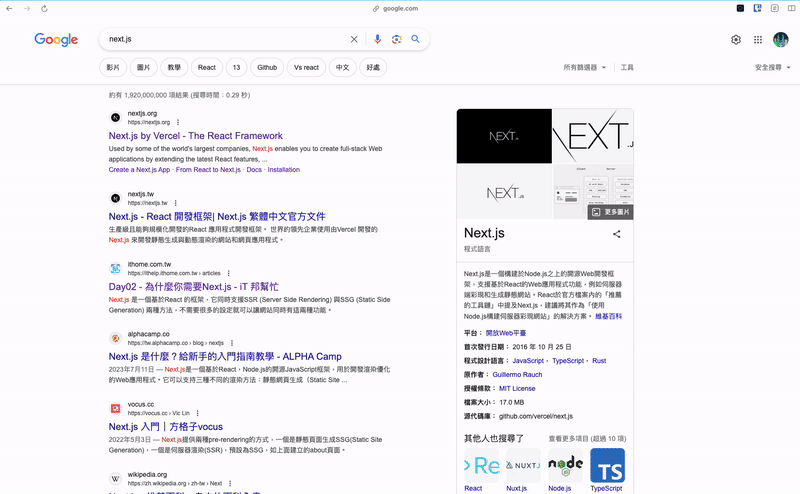 google.com
Google
next.js
影片
圖片
教學
React
13
Github
Vs react
中文
好處
所有篩選器
工具
安全搜尋
約有 1,920,000,000 項結果 (搜尋時間：0.29 秒)
nextjs.org
https://nextjs.org
Next.js by Vercel - The React Framework
Used by some of the world's largest companies, Next.js enables you to create full-stack Web
applications by extending the latest React features, ...
Create a Next.js App · From React to Next.js · Docs · Installation
nextjs.tw
https://nextjs.tw
Next.js - React 開發框架| Next.js 繁體中文官方文件
生產級且能夠規模化開發的React 應用程式開發框架。 世界的領先企業使用由Vercel 開發的
Next.js 來開發靜態生成與動態渲染的網站和網頁應用程式。
ithome.com.tw
https://ithelp.ithome.com.tw › articles
Day02 - 為什麼你需要Next.js - iT 邦幫忙
Next.js 是一個基於React 的框架，它同時支援SSR (Server Side Rendering) 與SSG (Static Side
Generation) 兩種方法，不需要很多的設定就可以讓網站同時有這兩種功能。
alphacamp.co
https://tw.alphacamp.co › blog › nextjs
Next.js 是什麼？給新手的入門指南教學 - ALPHA Camp
2023年7月11日 — Next.js是一個基於React，Node.js的開源JavaScript框架，用於開發渲染優化
的Web應用程式。它可以支持三種不同的渲染方法：靜態網頁生成（Static Site ...
vocus.cc
https://vocus.cc › Vic Lin
Next.js 入門｜方格子vocus
2022年5月3日 — Next.js提供兩種pre-rendering的方式，一個是靜態頁面生成SSG(Static Site
Generation)，一個是伺服器渲染(SSR)，預設為SSG，如上面建立的about頁面。
wikipedia.org
https://zh.wikipedia.org › zh-tw › Next
NEXT.JS
NEXT.J
NEXT.JS
Client
Server
更多圖片
Next.js
程式語言
Next.js是一個構建於Node.js之上的開源Web開發框
架，支援基於React的Web應用程式功能，例如伺服器
端彩現和生成靜態網站。React於官方檔案內的「推薦
的工具鏈」中提及Next.js，建議將其作為「使用
Node.js構建伺服器彩現網站」的解決方案。 維基百科
平台： 開放Web平臺
首次發行日期： 2016 年 10 月 25 日
程式設計語言： JavaScript， TypeScript， Rust
原作者： Guillermo Rauch
授權條款： MIT License
檔案大小： 17.0 MB
源代碼庫： github.com/vercel/next.js
其他人也搜尋了
查看更多項目 (超過 10 項)
Re
NUXTJ
node
TS
React
Nuxt.js
Node.js
TypeScript